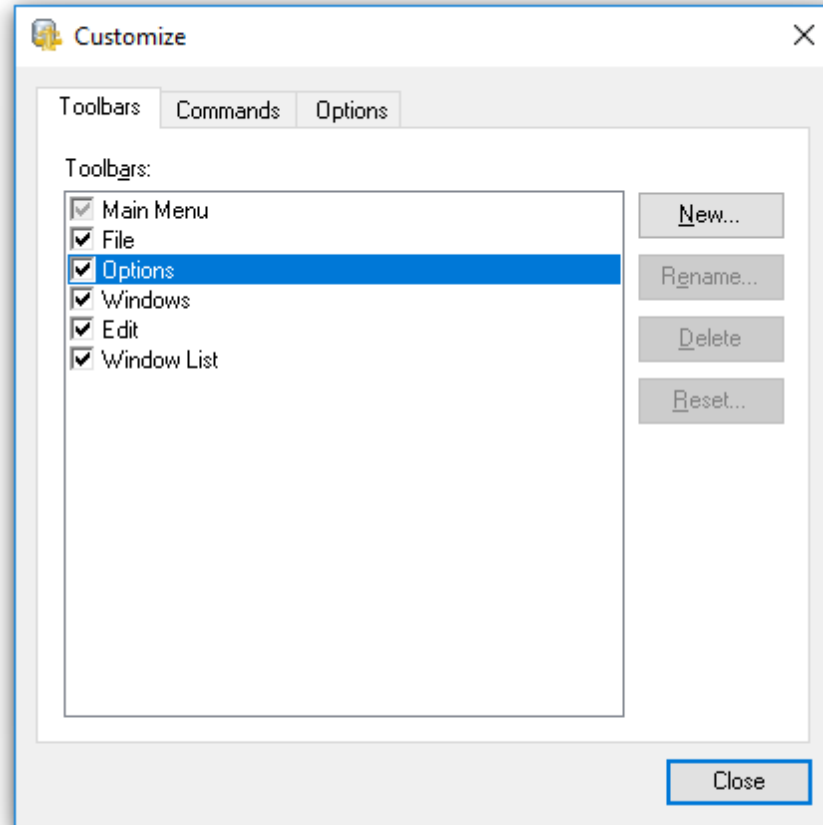 Customize
Toolbars Commands Options
Toolbars:
Main Menu
File
Options
Windows
Edit
Window List
New...
Rename...
Delete
Reset...
Close